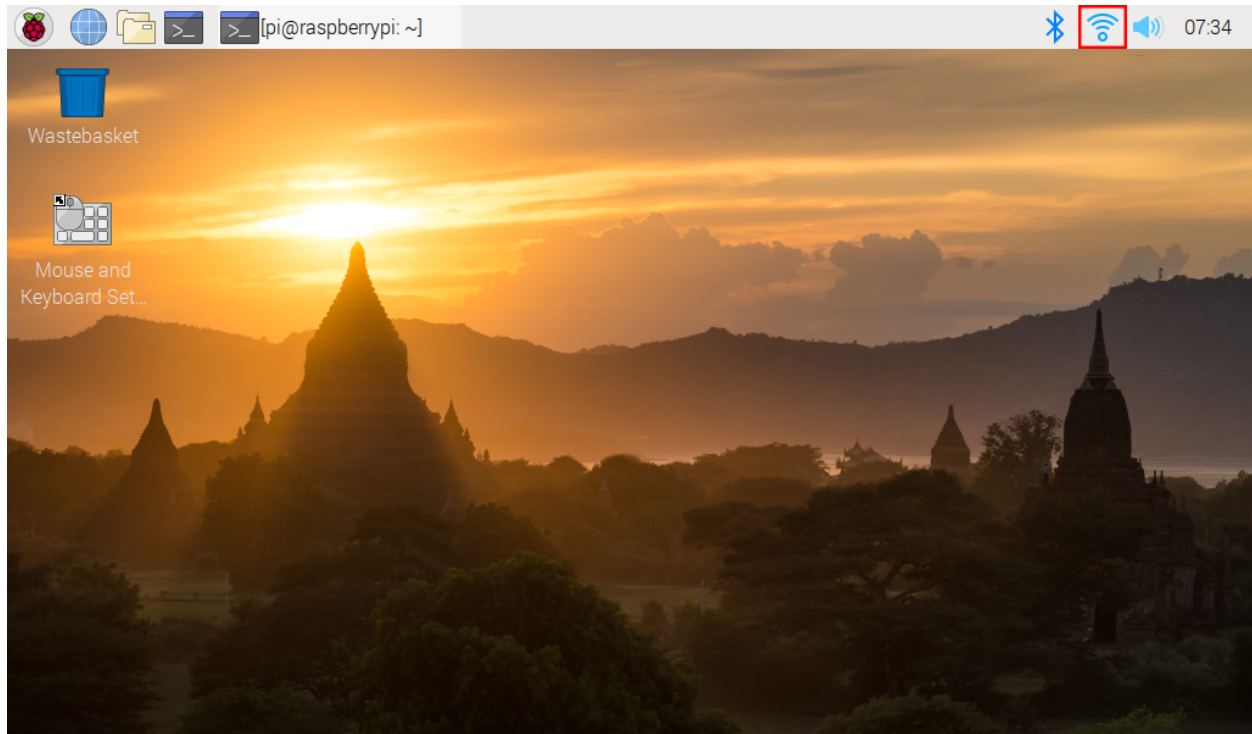 [pi@raspberrypi: ~]
07:34
Wastebasket
Mouse and
Keyboard Set...